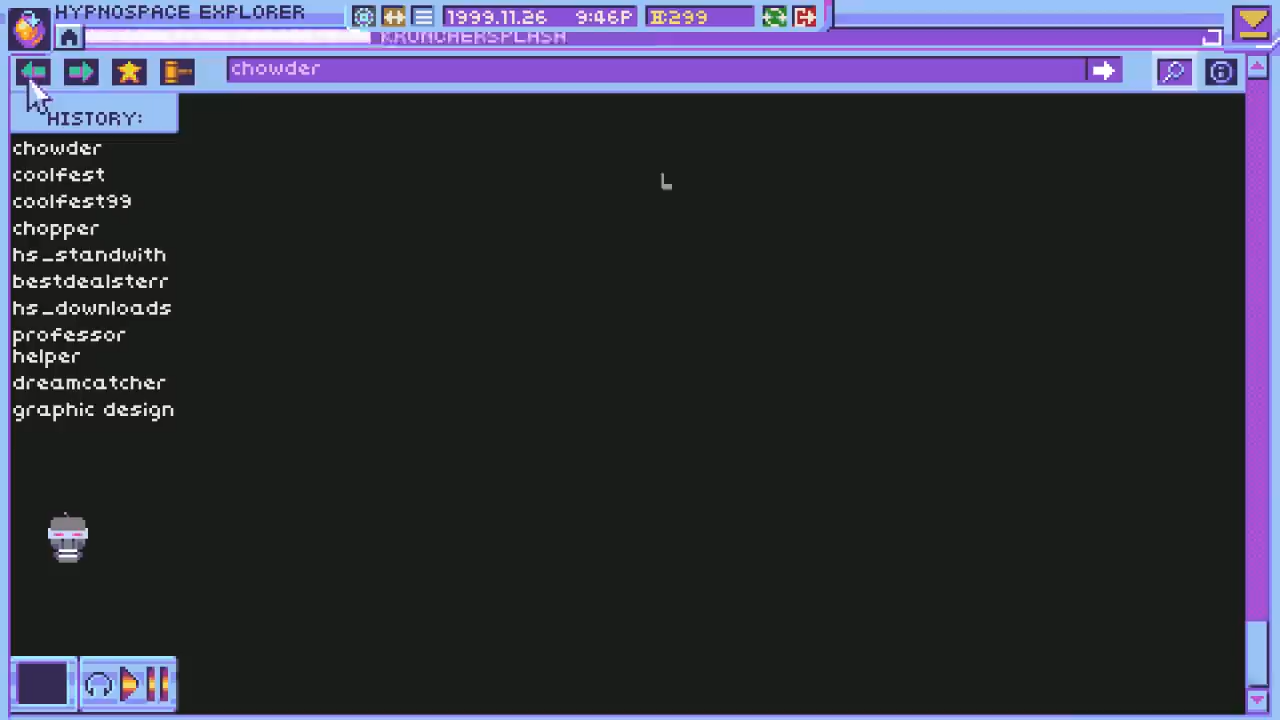 HYPNOSPACE EXPLORER
1999.11.26 9:46P
299
KRUNCHERSPLASH
chowder
HISTORY:
chowder
coolfest
coolfest99
chopper
hs_standwith
bestdealsterr
hs_downloads
professor
helper
dreamcatcher
graphic design